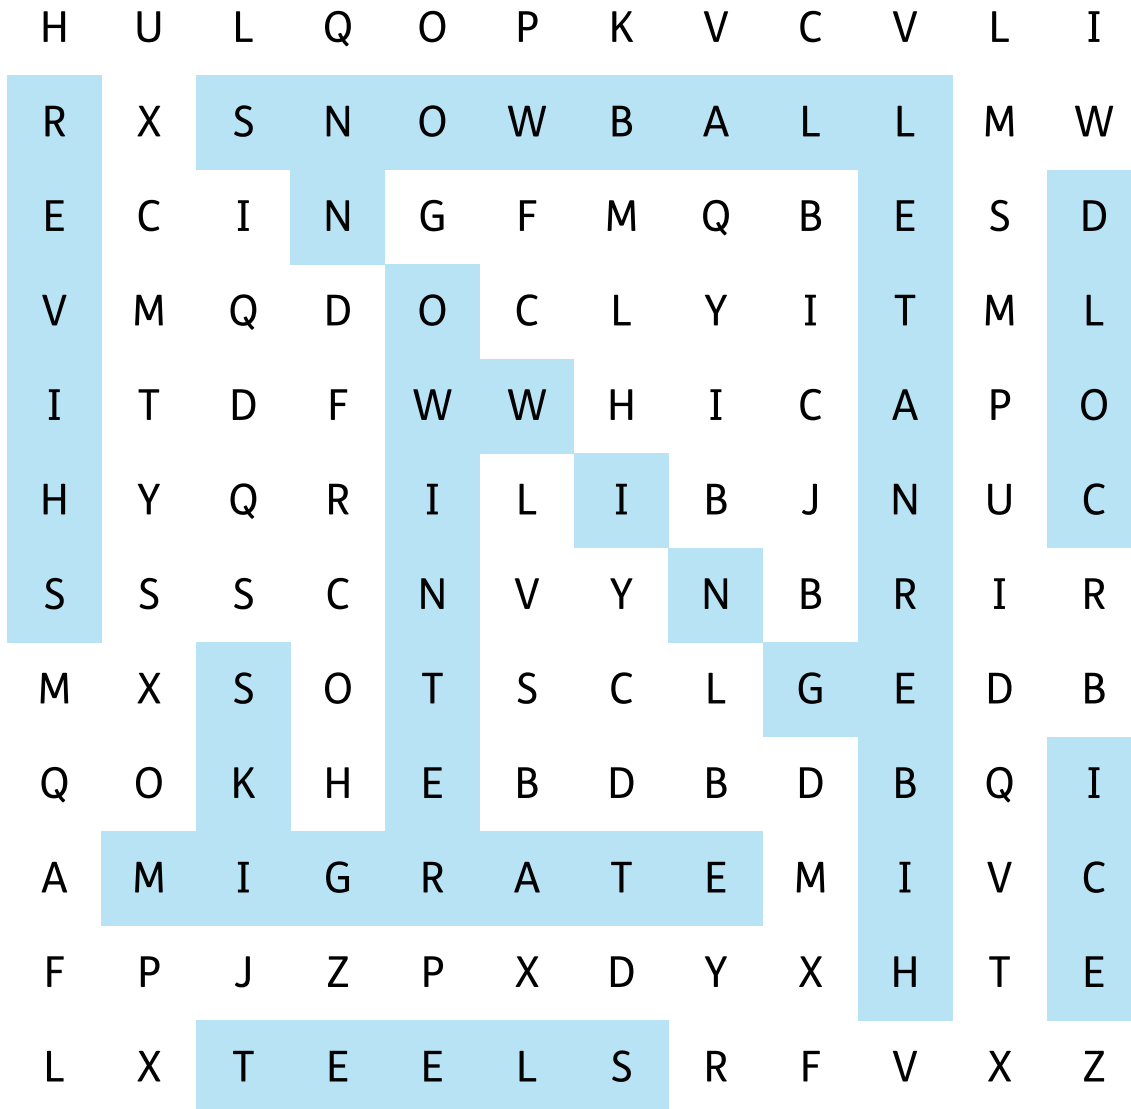 H U L Q O P K V C V L I
R X S N O W B A L L M W
E C I N G F M Q B E S D
V M Q D O C L Y I T M L
I T D F W W H I C A P O
H Y Q R I L I B J N U C
S S S C N V Y N B R I R
M X S O T S C L G E D B
Q O K H E B D B D B Q I
A M I G R A T E M I V C
F P J Z P X D Y X H T E
L X T E E L S R F V X Z